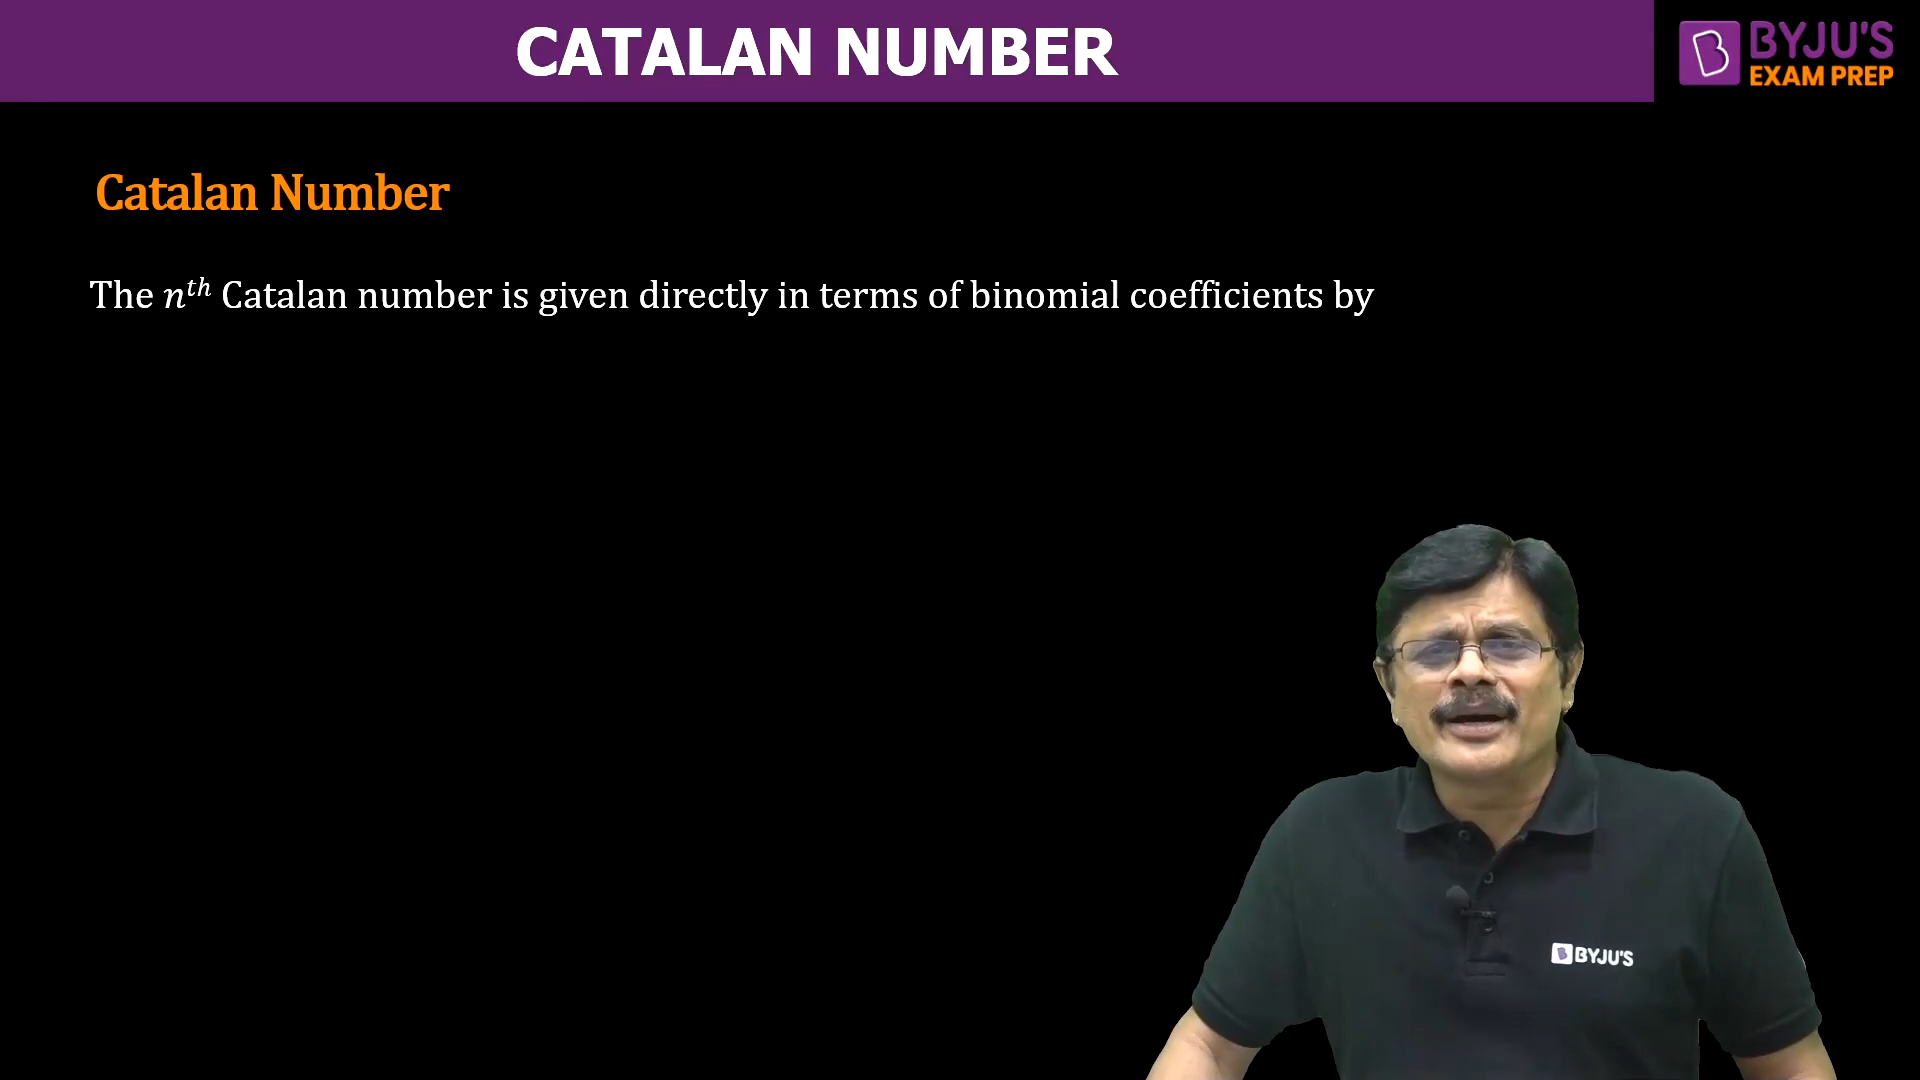 CATALAN NUMBER
BYJU'S
EXAM PREP
Catalan Number
The n^th Catalan number is given directly in terms of binomial coefficients by
BYJU'S